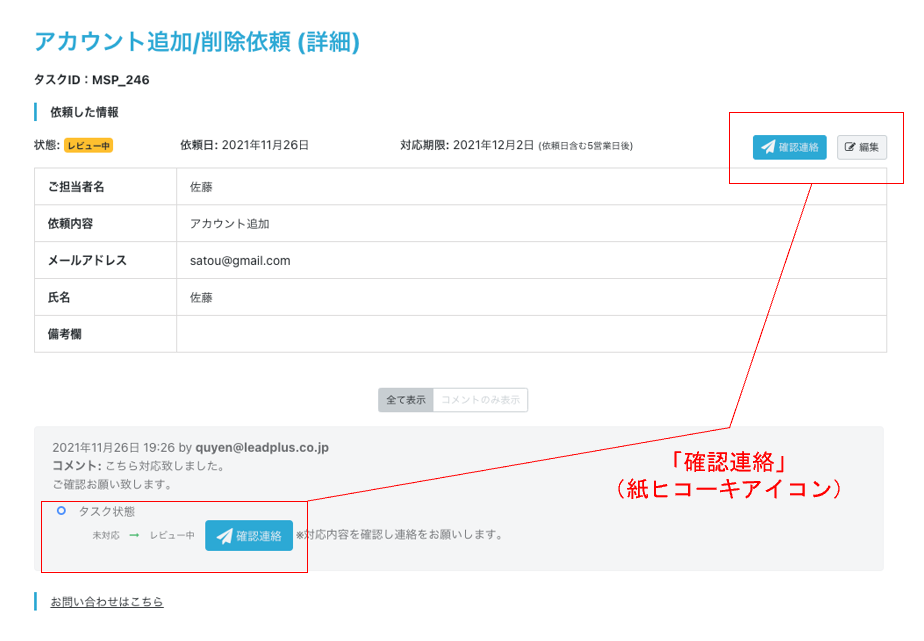 アカウント追加/削除依頼 (詳細)
タスクID：MSP_246
依頼した情報
状態: レビュー中 依頼日: 2021年11月26日 対応期限: 2021年12月2日 (依頼日含む5営業日後) 確認連絡 編集
ご担当者名 佐藤
依頼内容 アカウント追加
メールアドレス satou@gmail.com
氏名 佐藤
備考欄
全て表示 コメントのみ表示
2021年11月26日 19:26 by quyen@leadplus.co.jp
コメント: こちら対応致しました。
ご確認お願い致します。
タスク状態
未対応 → レビュー中 確認連絡 ※対応内容を確認し連絡をお願いします。
「確認連絡」
（紙ヒコーキアイコン）
お問い合わせはこちら